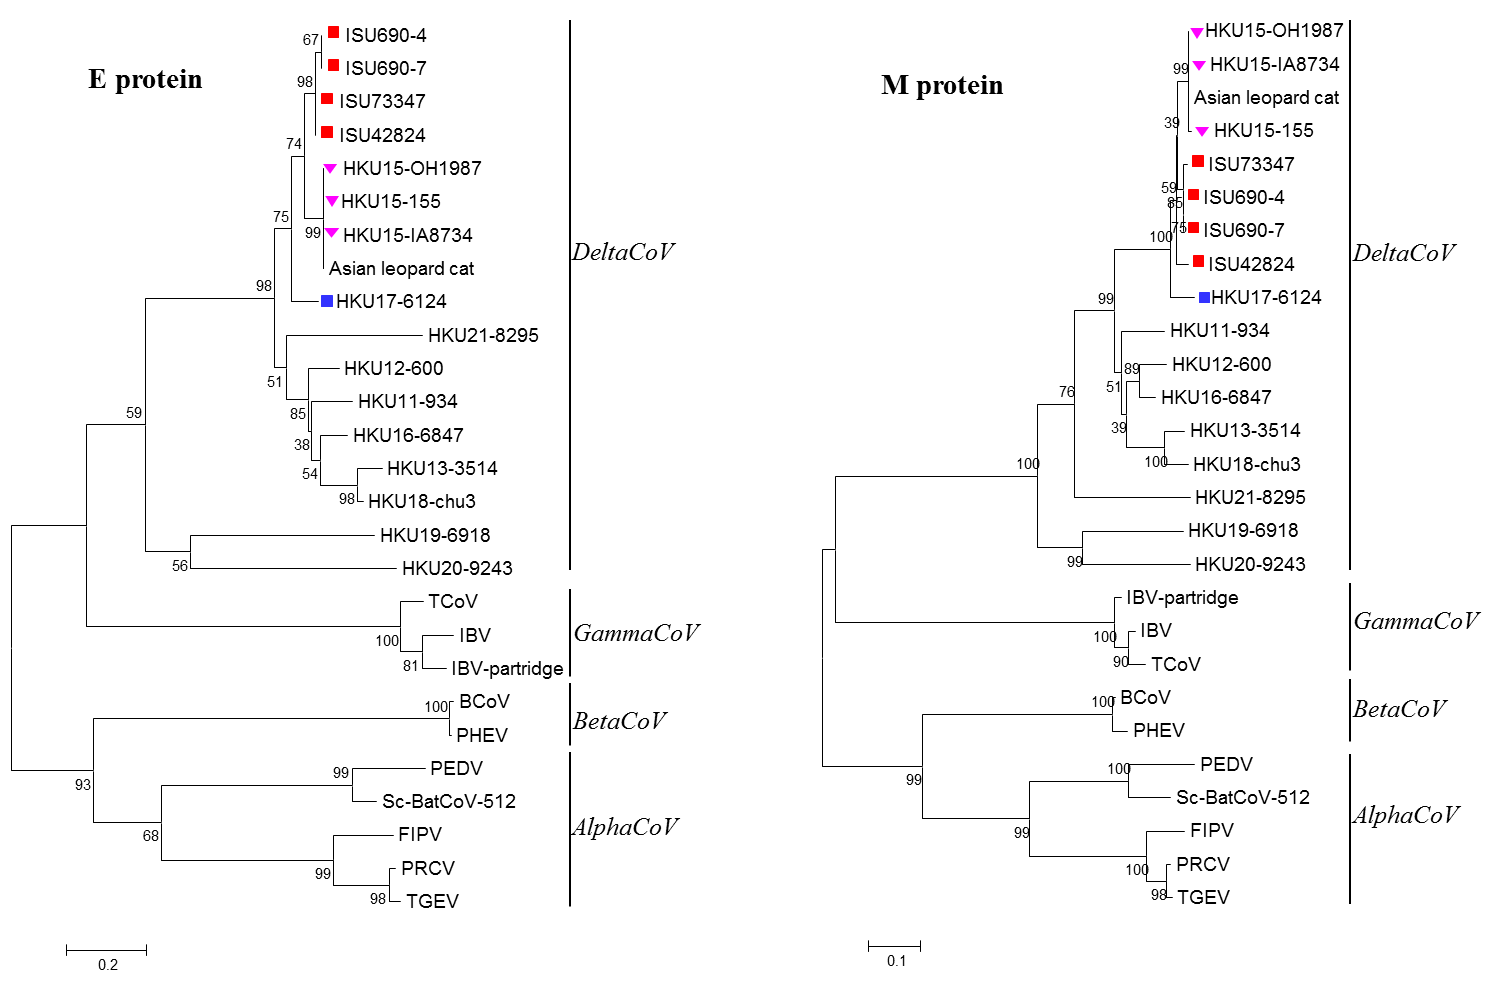 E protein
67
ISU690-4
ISU690-7
98
ISU73347
ISU42824
74
HKU15-OH1987
HKU15-155
75
99
HKU15-IA8734
Asian leopard cat
98
HKU17-6124
HKU21-8295
51
HKU12-600
85
HKU11-934
38
HKU16-6847
54
HKU13-3514
98
HKU18-chu3
59
HKU19-6918
56
HKU20-9243
DeltaCoV
TCoV
100
IBV
81
IBV-partridge
GammaCoV
100
BCoV
PHEV
BetaCoV
93
99
PEDV
Sc-BatCoV-512
68
FIPV
99
PRCV
98
TGEV
AlphaCoV
0.2
M protein
HKU15-OH1987
99
HKU15-IA8734
Asian leopard cat
39
HKU15-155
ISU73347
59
85
ISU690-4
75
ISU690-7
100
ISU42824
HKU17-6124
99
HKU11-934
89
HKU12-600
51
HKU16-6847
76
39
HKU13-3514
100
HKU18-chu3
100
HKU21-8295
HKU19-6918
99
HKU20-9243
DeltaCoV
IBV-partridge
100
IBV
90
TCoV
GammaCoV
100
BCoV
PHEV
BetaCoV
99
100
PEDV
Sc-BatCoV-512
99
FIPV
100
PRCV
98
TGEV
AlphaCoV
0.1